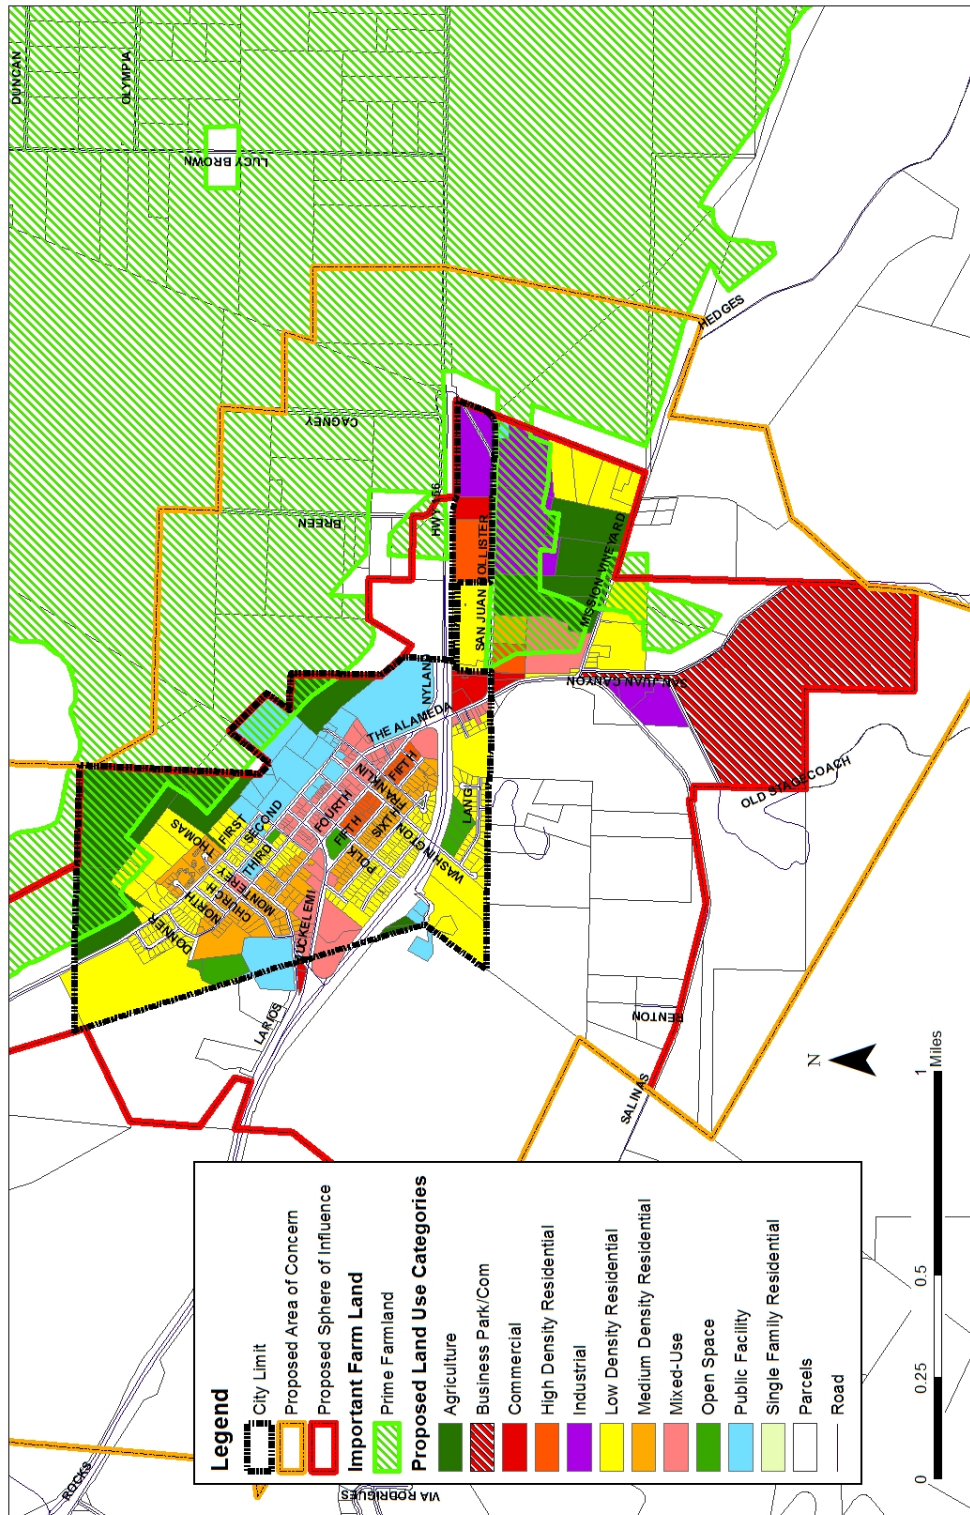 Legend
City Limit
Proposed Area of Concern
Proposed Sphere of Influence
Important Farm Land
Prime Farmland
Proposed Land Use Categories
Agriculture
Business Park/Com
Commercial
High Density Residential
Industrial
Low Density Residential
Medium Density Residential
Mixed-Use
Open Space
Public Facility
Single Family Residential
Parcels
Road
0
0.25
0.5
1
Miles
N
ROCKS
VIA RODRIGUES
LARIOS
DONNER
NORTH
CHURCH
MONTEREY
THOMAS
FIRST
SECOND
THIRD
FOURTH
FIFTH
POLK
SIXTH
FRANKLIN
FIFTH
WASHINGTON
LANG
THE ALAMEDA
NYLAND
SAN JUAN HOLLISTER
BREEN
CAGNEY
LUCY BROWN
DUNCAN
OLYMPIA
HEDGES
MISSION VINEYARD
SAN JUAN CANYON
OLD STAGECOACH
SALINAS
RENTON